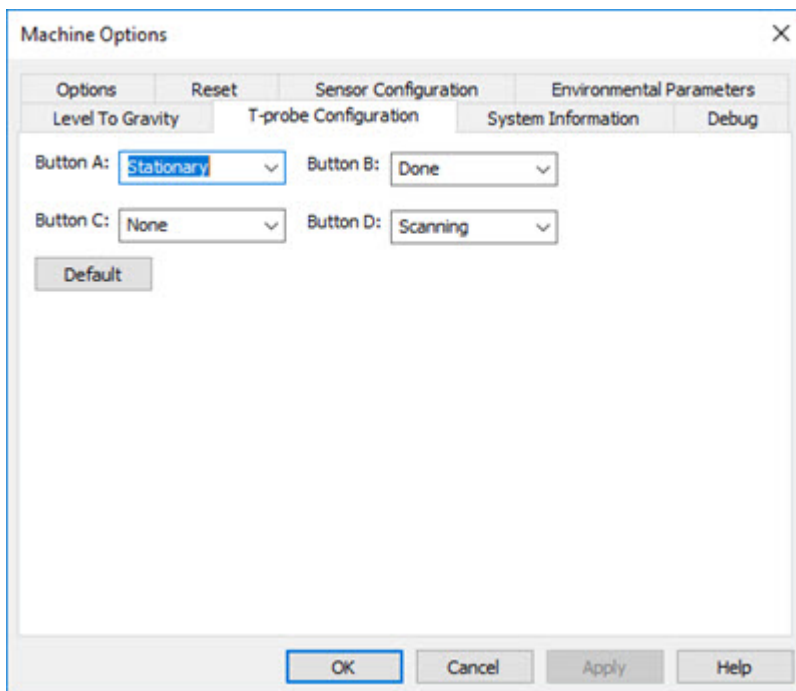 Machine Options
Options Reset Sensor Configuration Environmental Parameters
Level To Gravity T-probe Configuration System Information Debug
Button A: Stationary Button B: Done
Button C: None Button D: Scanning
Default
OK Cancel Apply Help